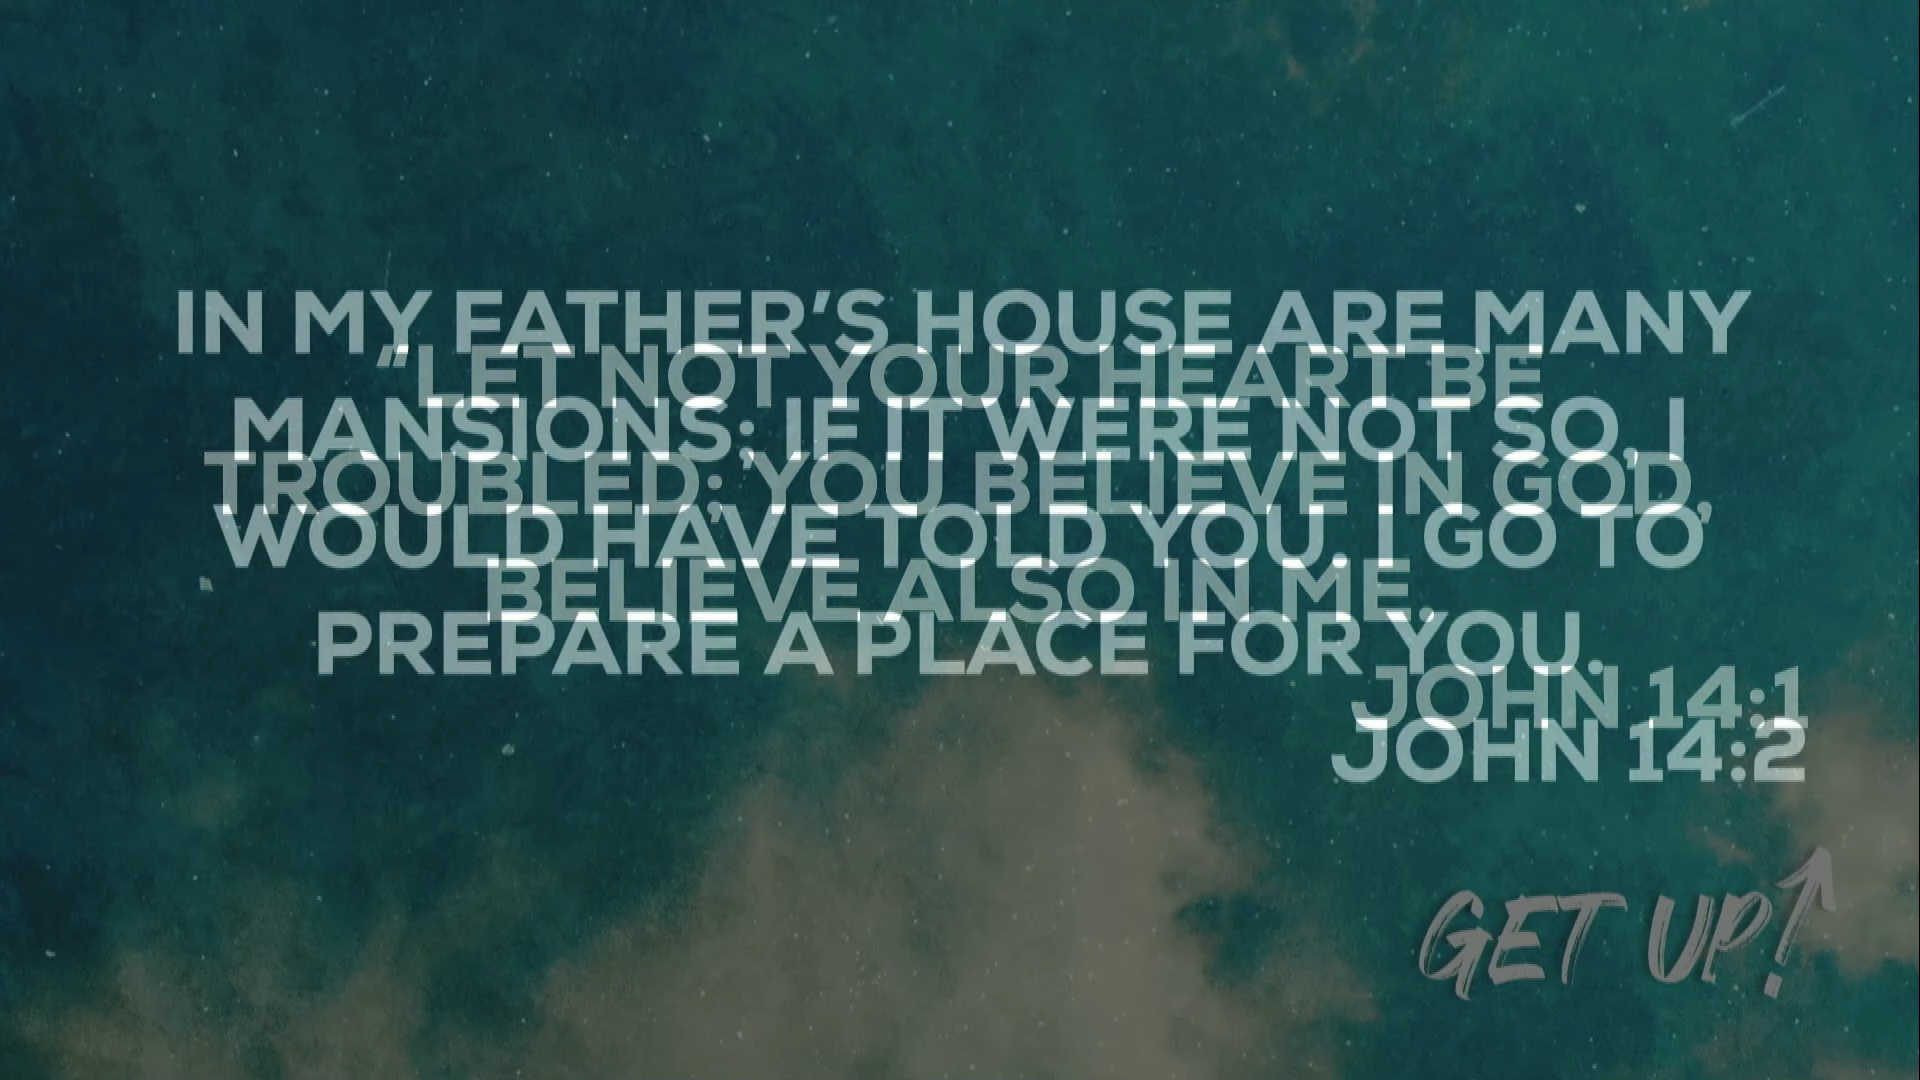 IN MY FATHER'S HOUSE ARE MANY
"LET NOT YOUR HEART BE
MANSIONS; IF IT WERE NOT SO, I
TROUBLED; YOU BELIEVE IN GOD,
WOULD HAVE TOLD YOU. I GO TO
BELIEVE ALSO IN ME.
PREPARE A PLACE FOR YOU.
JOHN 14:1
JOHN 14:2
GET UP!